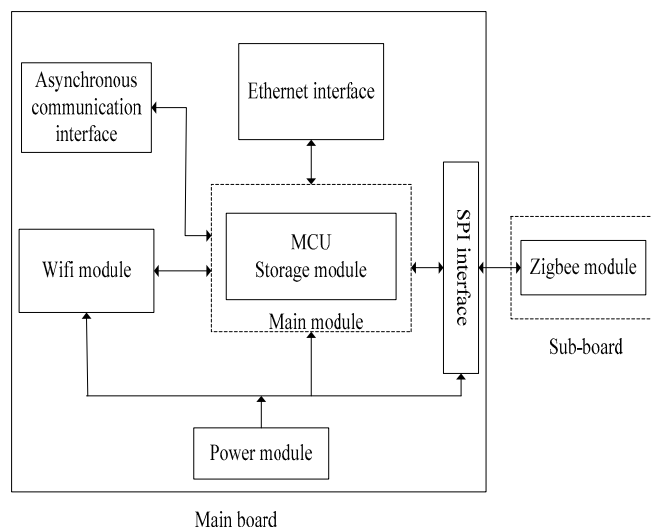 Asynchronous
communication
interface
Ethernet interface
Wifi module
MCU
Storage module
Main module
SPI interface
Zigbee module
Sub-board
Power module
Main board